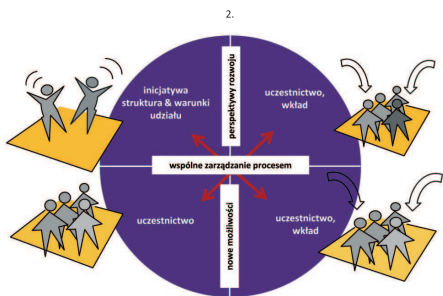 2.
inicjatywa
struktura & warunki
udziału
perspektywy rozwoju
uczestnictwo,
wkład
wspólne zarządzanie procesem
uczestnictwo
nowe możliwości
uczestnictwo,
wkład